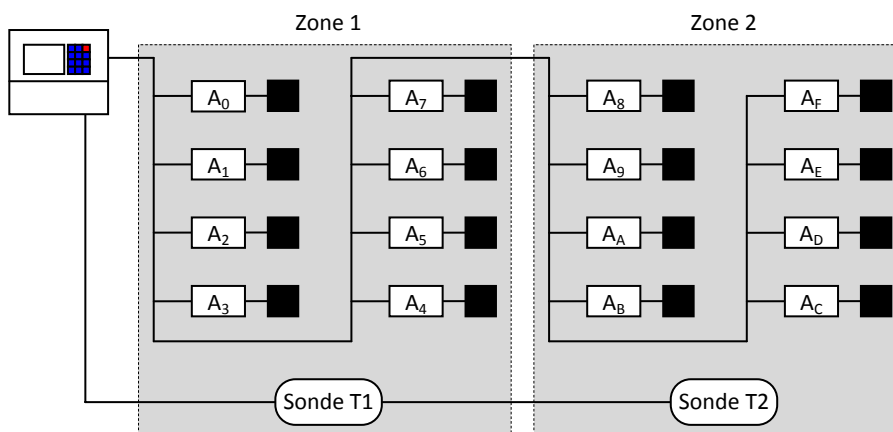 Zone 1
Zone 2
A0 A7 A8 AF
A1 A6 A9 AE
A2 A5 AA AD
A3 A4 AB AC
Sonde T1 Sonde T2